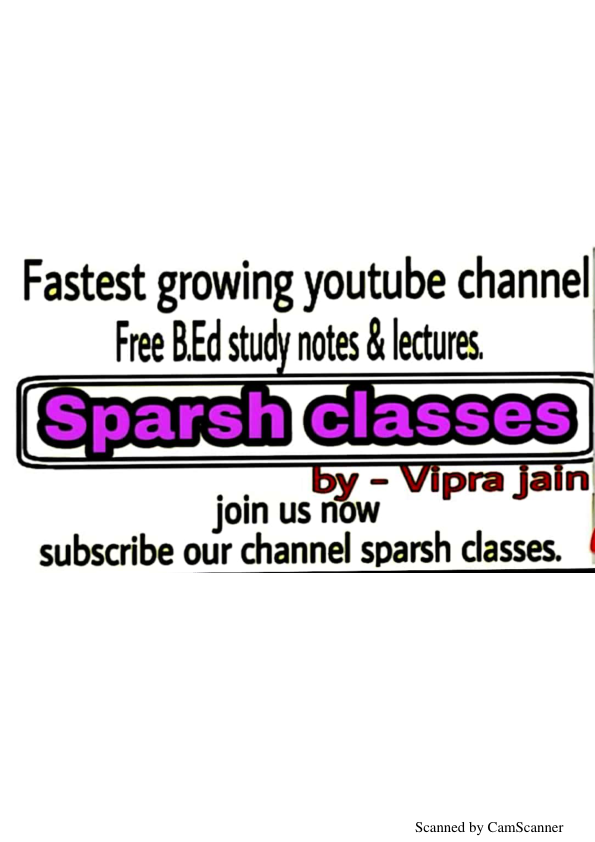 Fastest growing youtube channel
Free B.Ed study notes & lectures.
Sparsh classes
by - Vipra jain
join us now
subscribe our channel sparsh classes.
Scanned by CamScanner